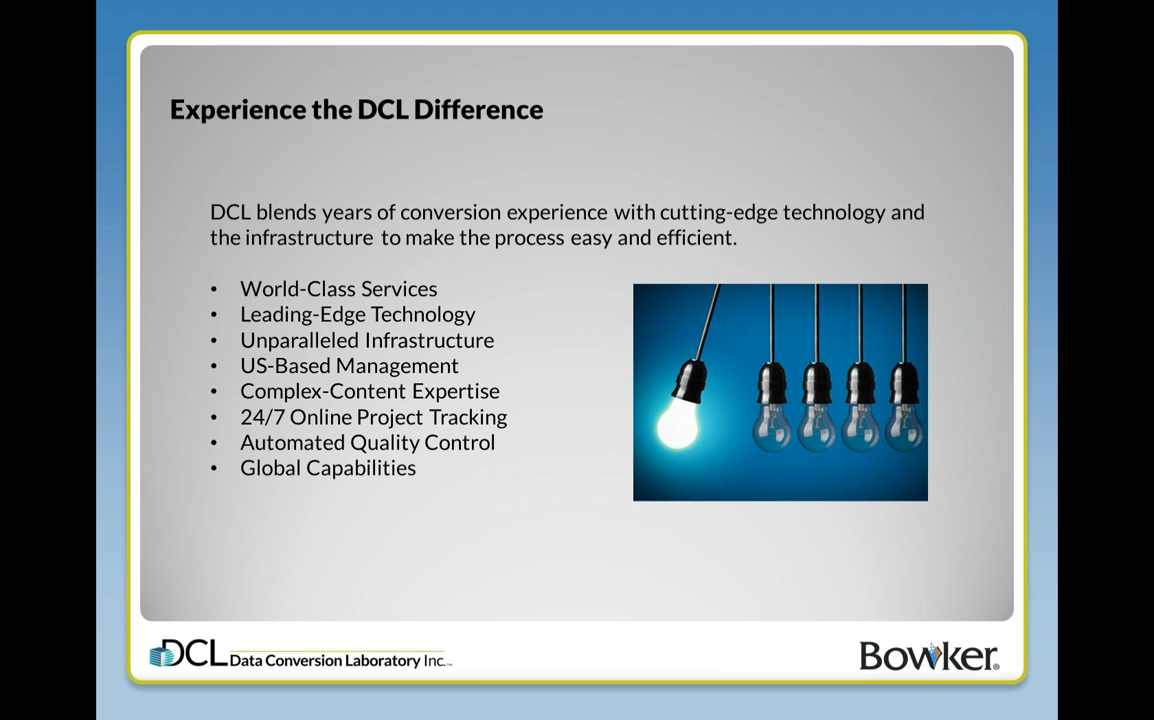 Experience the DCL Difference
DCL blends years of conversion experience with cutting-edge technology and
the infrastructure to make the process easy and efficient.
• World-Class Services
• Leading-Edge Technology
• Unparalleled Infrastructure
• US-Based Management
• Complex-Content Expertise
• 24/7 Online Project Tracking
• Automated Quality Control
• Global Capabilities
DCL Data Conversion Laboratory Inc.™
Bowker®